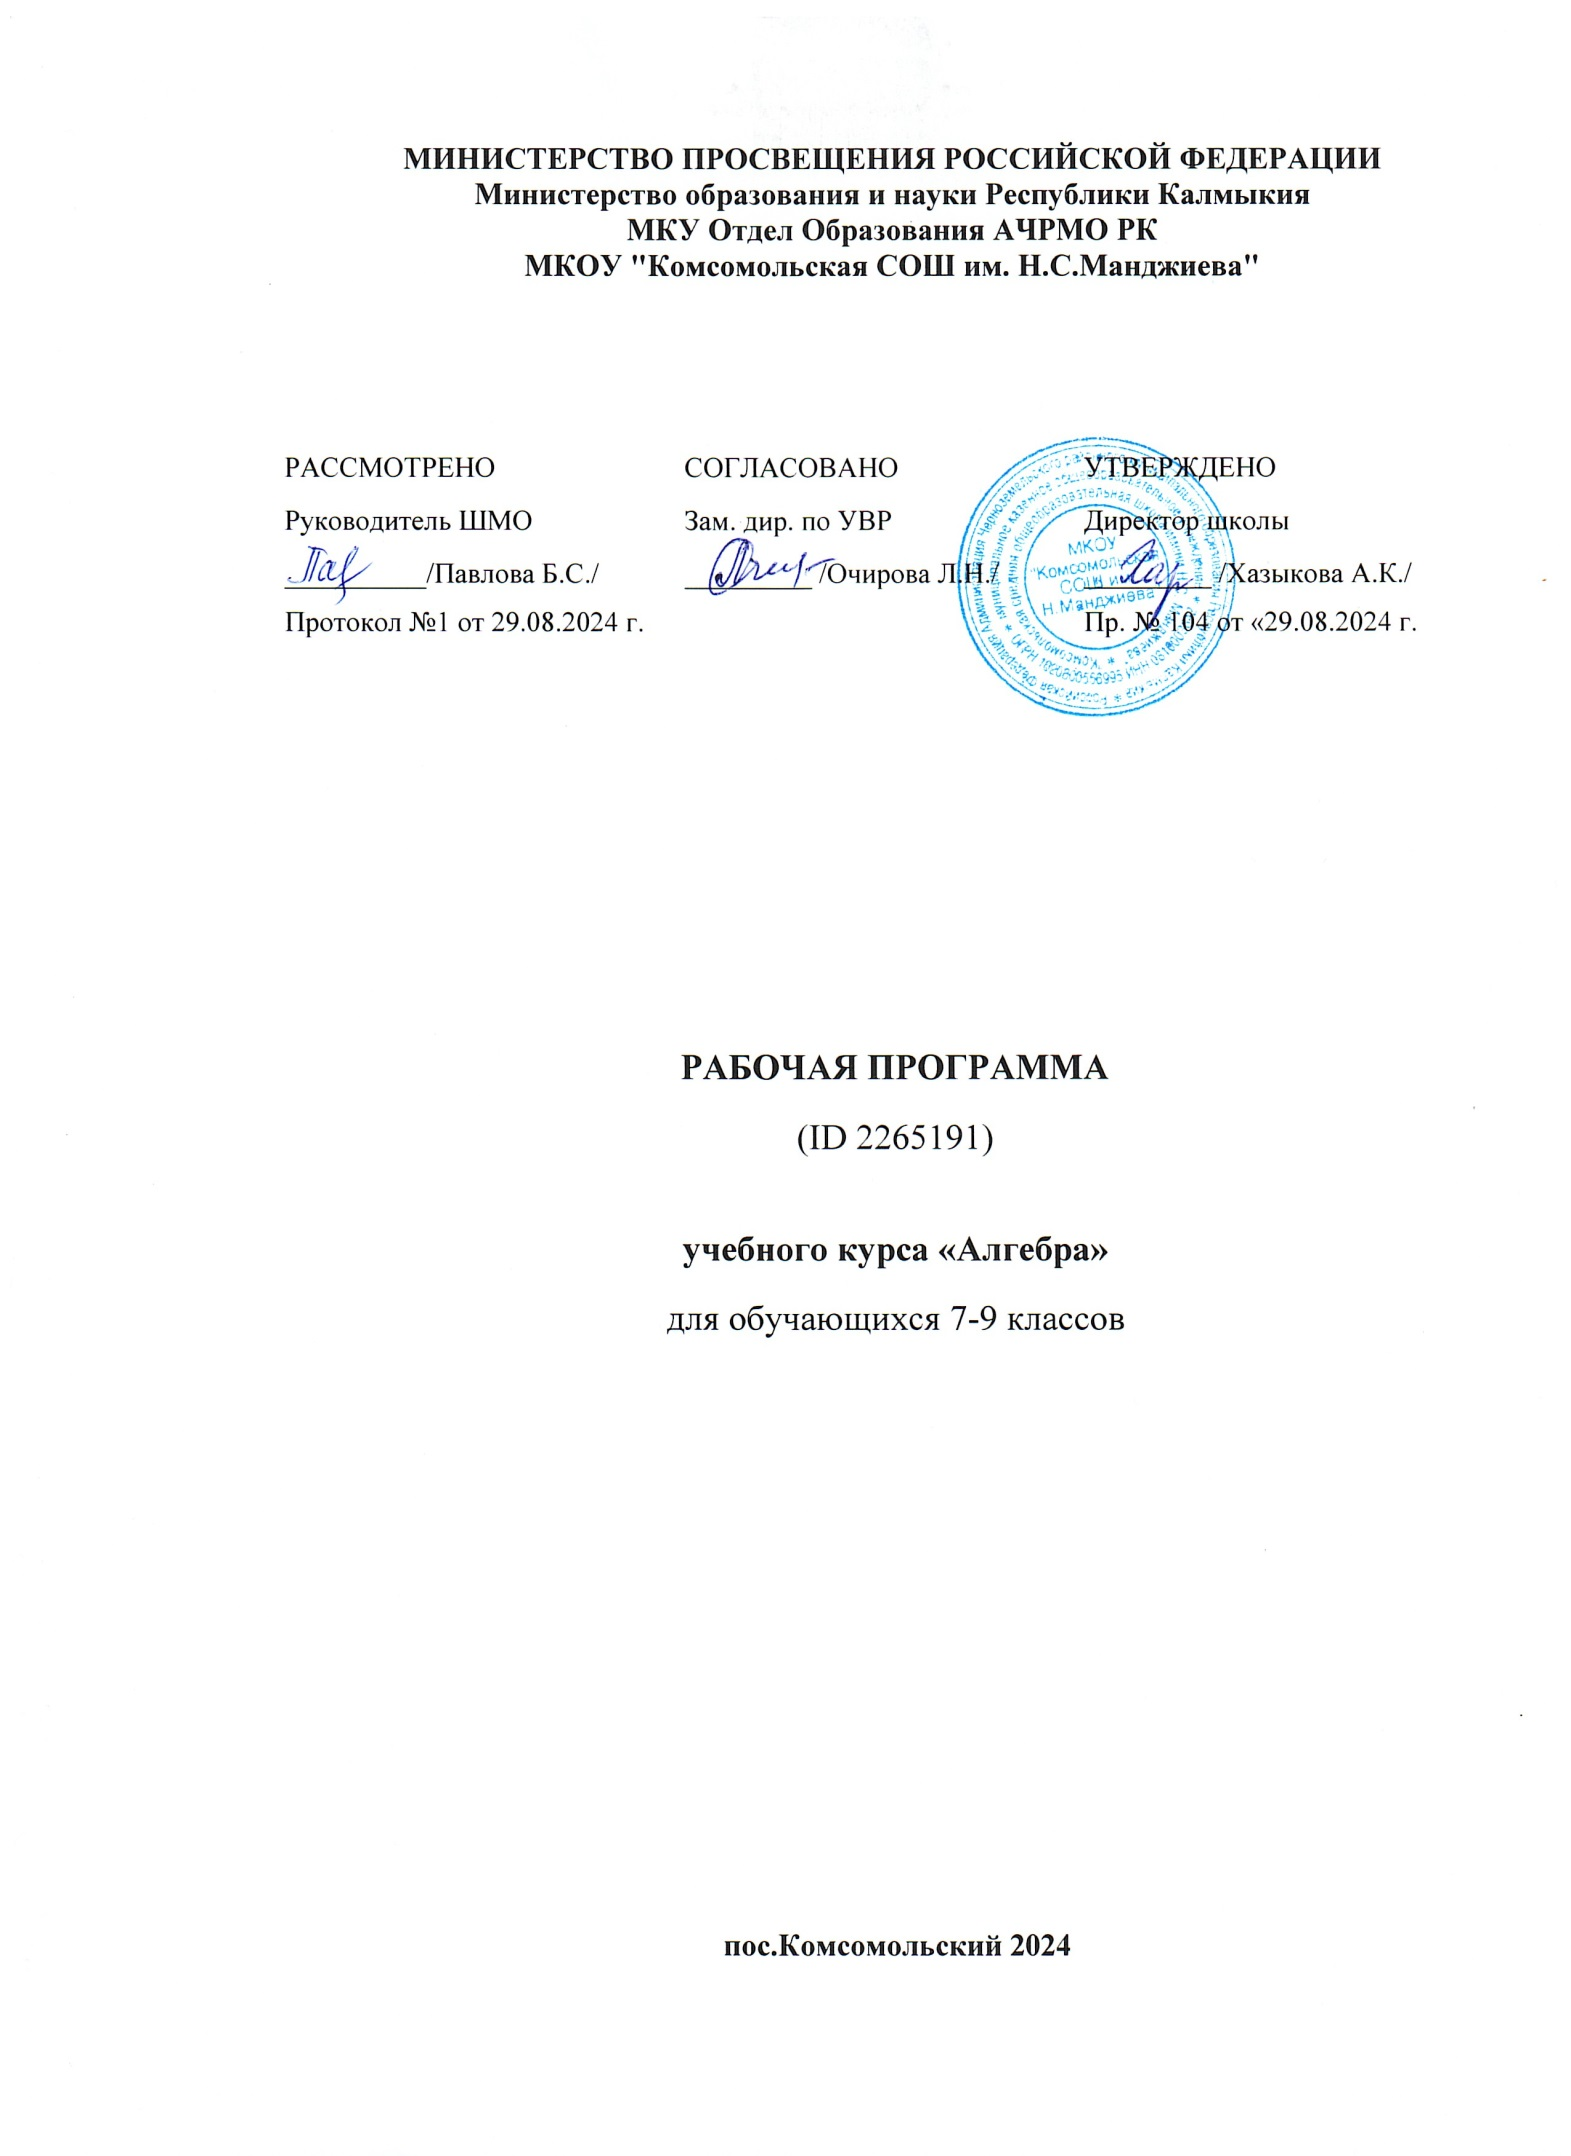 МИНИСТЕРСТВО ПРОСВЕЩЕНИЯ РОССИЙСКОЙ ФЕДЕРАЦИИ
Министерство образования и науки Республики Калмыкия
МКУ Отдел Образования АЧРМО РК
МКОУ "Комсомольская СОШ им. Н.С.Манджиева"
РАССМОТРЕНО
Руководитель ШМО
/Павлова Б.С./
Протокол №1 от 29.08.2024 г.
СОГЛАСОВАНО
Зам. дир. по УВР
/Очирова Л.Н./
УТВЕРЖДЕНО
Директор школы
/Хазыкова А.К./
Пр. № 104 от «29.08.2024 г.
МКОУ
"Комсомольская
СОШ
Н.Манджиева
РАБОЧАЯ ПРОГРАММА
(ID 2265191)
учебного курса «Алгебра»
для обучающихся 7-9 классов
пос.Комсомольский 2024